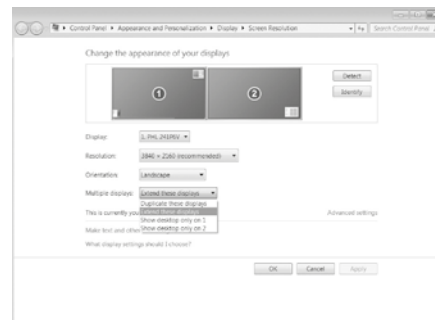 Control Panel ▸ Appearance and Personalization ▸ Display ▸ Screen Resolution
Search Control Panel
Change the appearance of your displays
1
2
Detect
Identify
Display:
Resolution: 3840 × 2160 (recommended)
Orientation: Landscape
Multiple displays: Extend these displays
Duplicate these displays
Extend these displays
Show desktop only on 1
Show desktop only on 2
This is currently you
Advanced settings
Make text and other
What display settings should I choose?
OK
Cancel
Apply